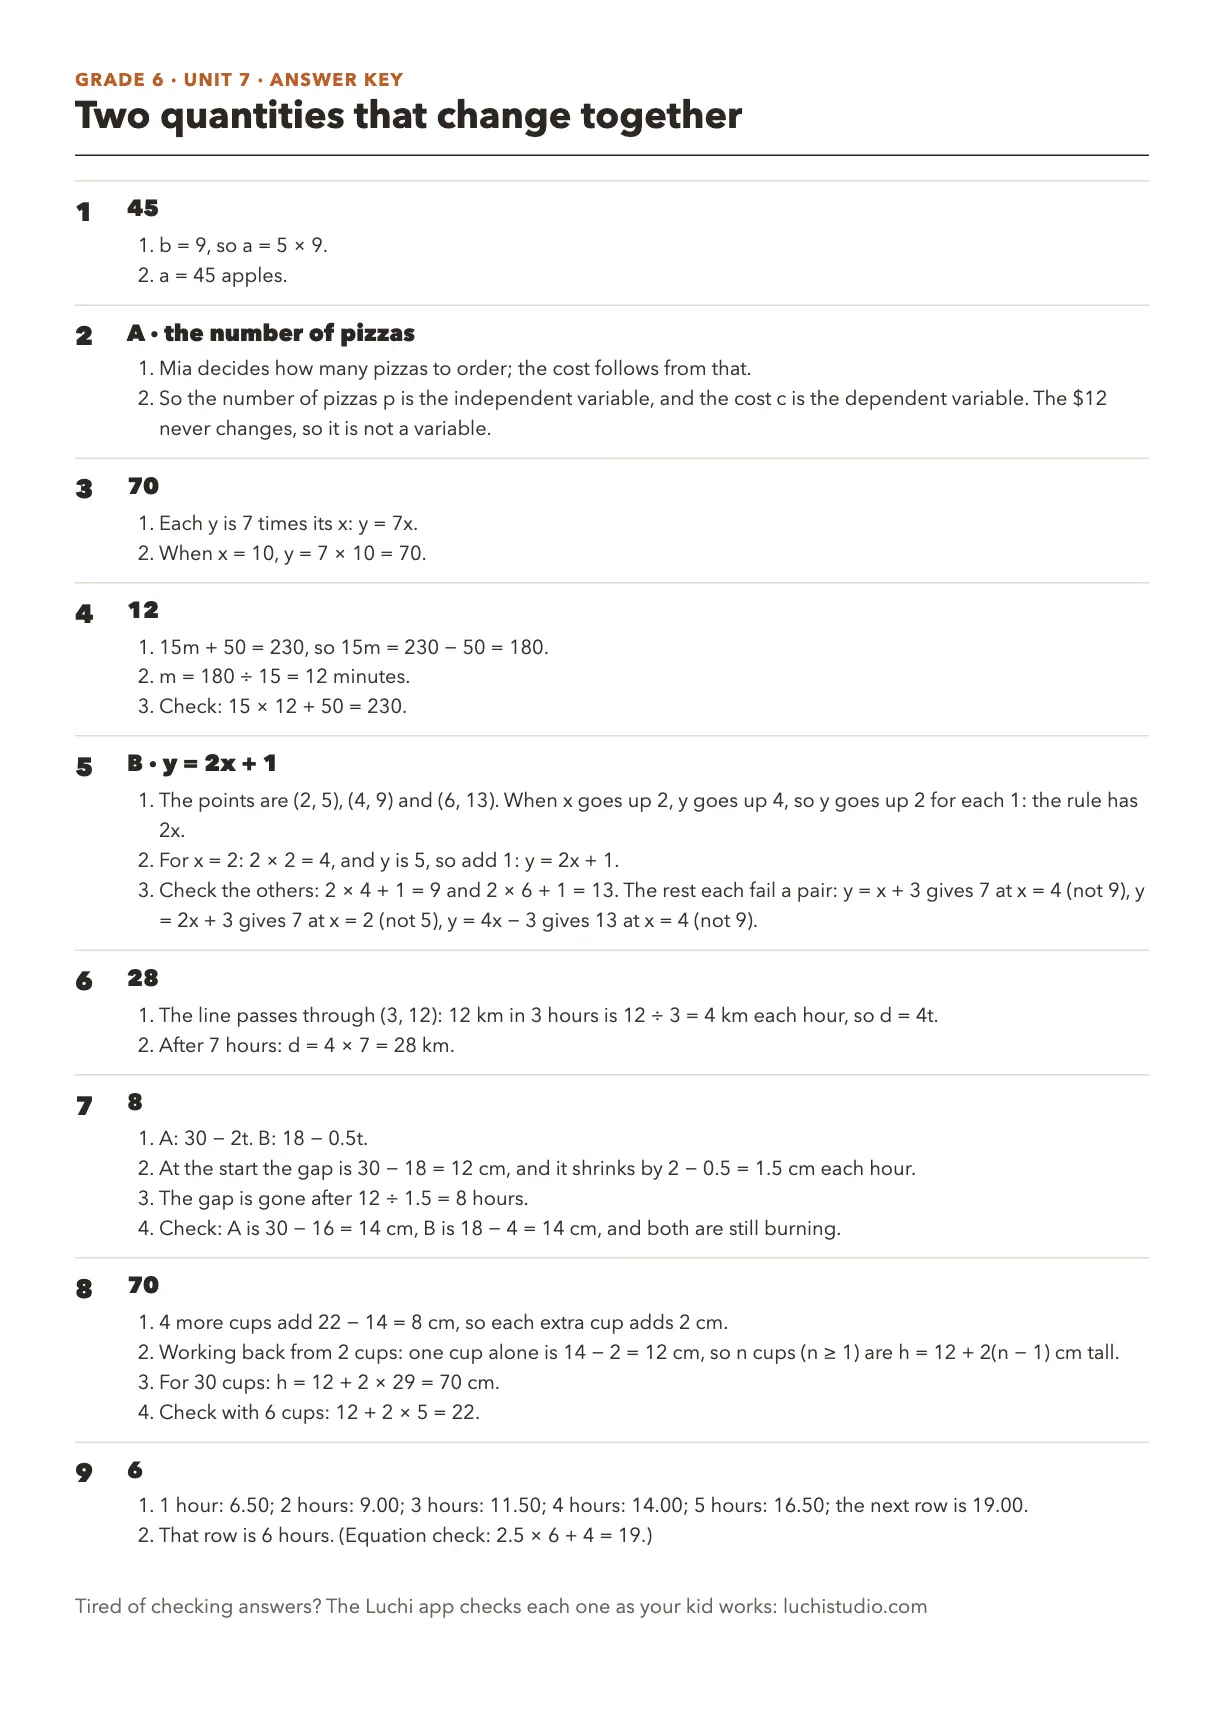 GRADE 6 · UNIT 7 · ANSWER KEY
Two quantities that change together
1 45
1. b = 9, so a = 5 × 9.
2. a = 45 apples.
2 A · the number of pizzas
1. Mia decides how many pizzas to order; the cost follows from that.
2. So the number of pizzas p is the independent variable, and the cost c is the dependent variable. The $12
never changes, so it is not a variable.
3 70
1. Each y is 7 times its x: y = 7x.
2. When x = 10, y = 7 × 10 = 70.
4 12
1. 15m + 50 = 230, so 15m = 230 − 50 = 180.
2. m = 180 ÷ 15 = 12 minutes.
3. Check: 15 × 12 + 50 = 230.
5 B · y = 2x + 1
1. The points are (2, 5), (4, 9) and (6, 13). When x goes up 2, y goes up 4, so y goes up 2 for each 1: the rule has
2x.
2. For x = 2: 2 × 2 = 4, and y is 5, so add 1: y = 2x + 1.
3. Check the others: 2 × 4 + 1 = 9 and 2 × 6 + 1 = 13. The rest each fail a pair: y = x + 3 gives 7 at x = 4 (not 9), y
= 2x + 3 gives 7 at x = 2 (not 5), y = 4x − 3 gives 13 at x = 4 (not 9).
6 28
1. The line passes through (3, 12): 12 km in 3 hours is 12 ÷ 3 = 4 km each hour, so d = 4t.
2. After 7 hours: d = 4 × 7 = 28 km.
7 8
1. A: 30 − 2t. B: 18 − 0.5t.
2. At the start the gap is 30 − 18 = 12 cm, and it shrinks by 2 − 0.5 = 1.5 cm each hour.
3. The gap is gone after 12 ÷ 1.5 = 8 hours.
4. Check: A is 30 − 16 = 14 cm, B is 18 − 4 = 14 cm, and both are still burning.
8 70
1. 4 more cups add 22 − 14 = 8 cm, so each extra cup adds 2 cm.
2. Working back from 2 cups: one cup alone is 14 − 2 = 12 cm, so n cups (n ≥ 1) are h = 12 + 2(n − 1) cm tall.
3. For 30 cups: h = 12 + 2 × 29 = 70 cm.
4. Check with 6 cups: 12 + 2 × 5 = 22.
9 6
1. 1 hour: 6.50; 2 hours: 9.00; 3 hours: 11.50; 4 hours: 14.00; 5 hours: 16.50; the next row is 19.00.
2. That row is 6 hours. (Equation check: 2.5 × 6 + 4 = 19.)
Tired of checking answers? The Luchi app checks each one as your kid works: luchistudio.com